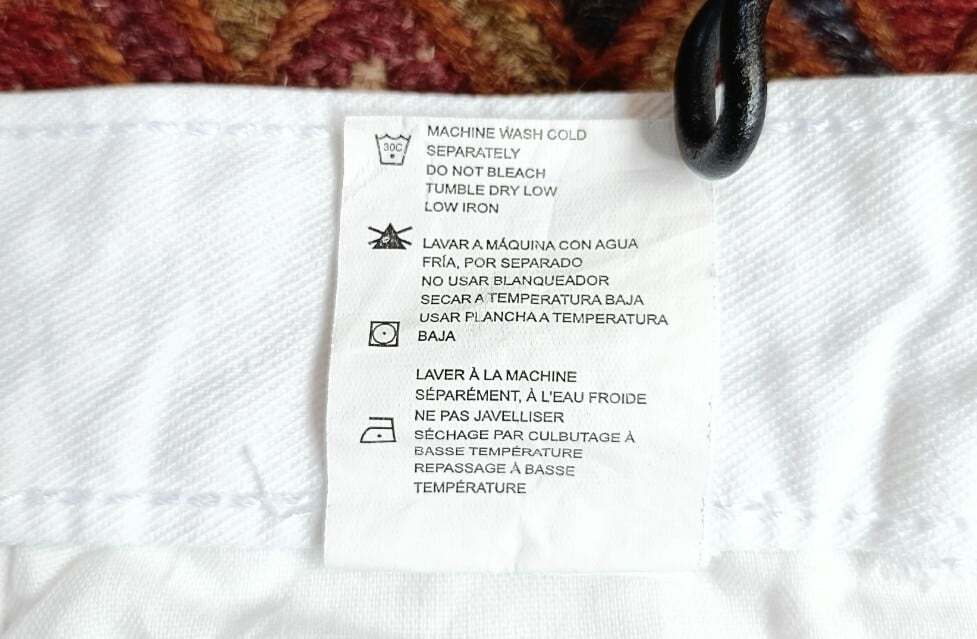 30C
MACHINE WASH COLD
SEPARATELY
DO NOT BLEACH
TUMBLE DRY LOW
LOW IRON
LAVAR A MÁQUINA CON AGUA
FRÍA, POR SEPARADO
NO USAR BLANQUEADOR
SECAR A TEMPERATURA BAJA
USAR PLANCHA A TEMPERATURA
BAJA
LAVER À LA MACHINE
SÉPARÉMENT, À L'EAU FROIDE
NE PAS JAVELLISER
SÉCHAGE PAR CULBUTAGE À
BASSE TEMPÉRATURE
REPASSAGE À BASSE
TEMPÉRATURE